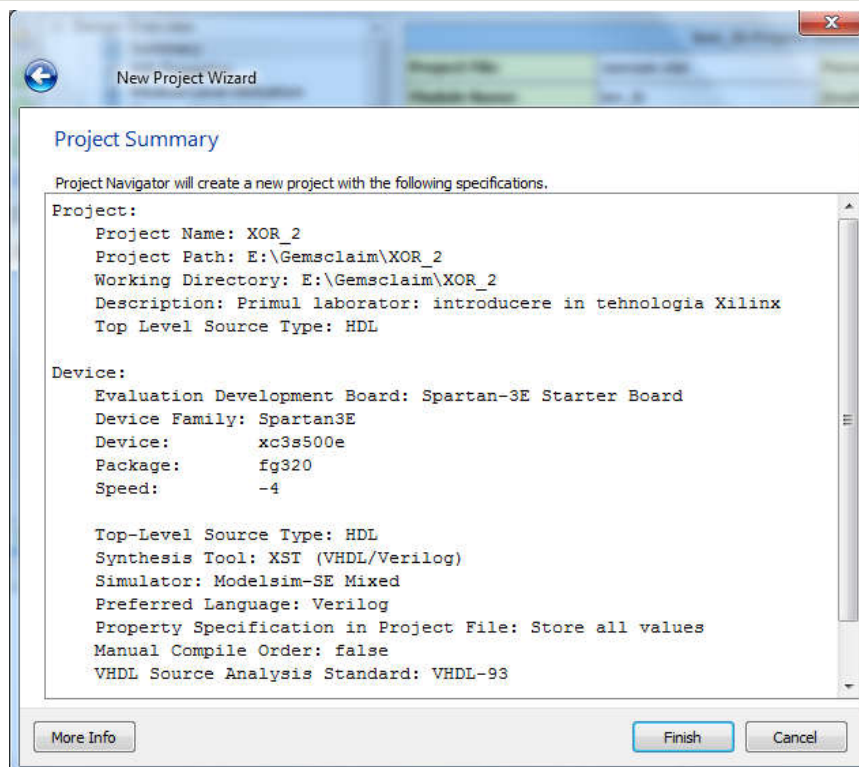 New Project Wizard
Project Summary
Project Navigator will create a new project with the following specifications.
Project:
Project Name: XOR_2
Project Path: E:\Gemsclaim\XOR_2
Working Directory: E:\Gemsclaim\XOR_2
Description: Primul laborator: introducere in tehnologia Xilinx
Top Level Source Type: HDL
Device:
Evaluation Development Board: Spartan-3E Starter Board
Device Family: Spartan3E
Device: xc3s500e
Package: fg320
Speed: -4
Top-Level Source Type: HDL
Synthesis Tool: XST (VHDL/Verilog)
Simulator: Modelsim-SE Mixed
Preferred Language: Verilog
Property Specification in Project File: Store all values
Manual Compile Order: false
VHDL Source Analysis Standard: VHDL-93
More Info Finish Cancel